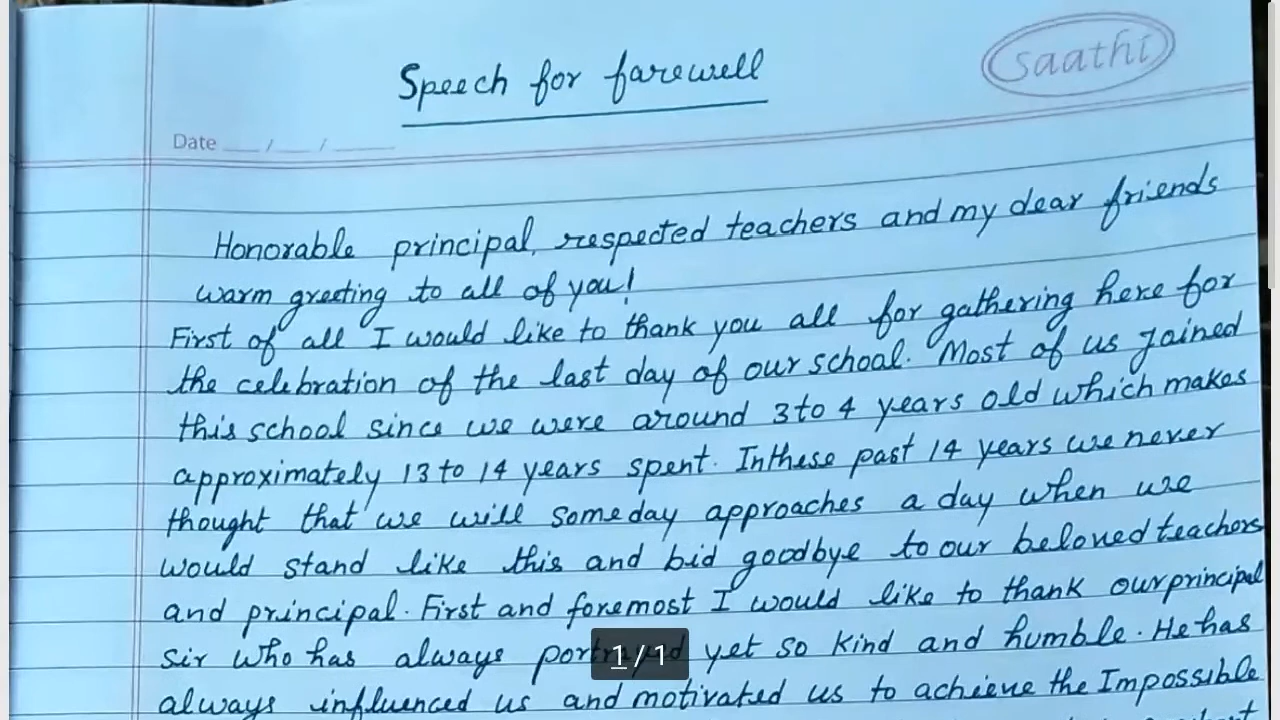 Speech for farewell
saathi
Date __ / __ / ____
Honorable principal, respected teachers and my dear friends
warm greeting to all of you!
First of all I would like to thank you all for gathering here for
the celebration of the last day of our school. Most of us joined
this school since we were around 3 to 4 years old which makes
approximately 13 to 14 years spent. In these past 14 years we never
thought that we will someday approaches a day when we
would stand like this and bid goodbye to our beloved teachers
and principal. First and foremost I would like to thank our principal
sir who has always yet so kind and humble. He has
1 / 1
always influenced us and motivated us to achieve the Impossible